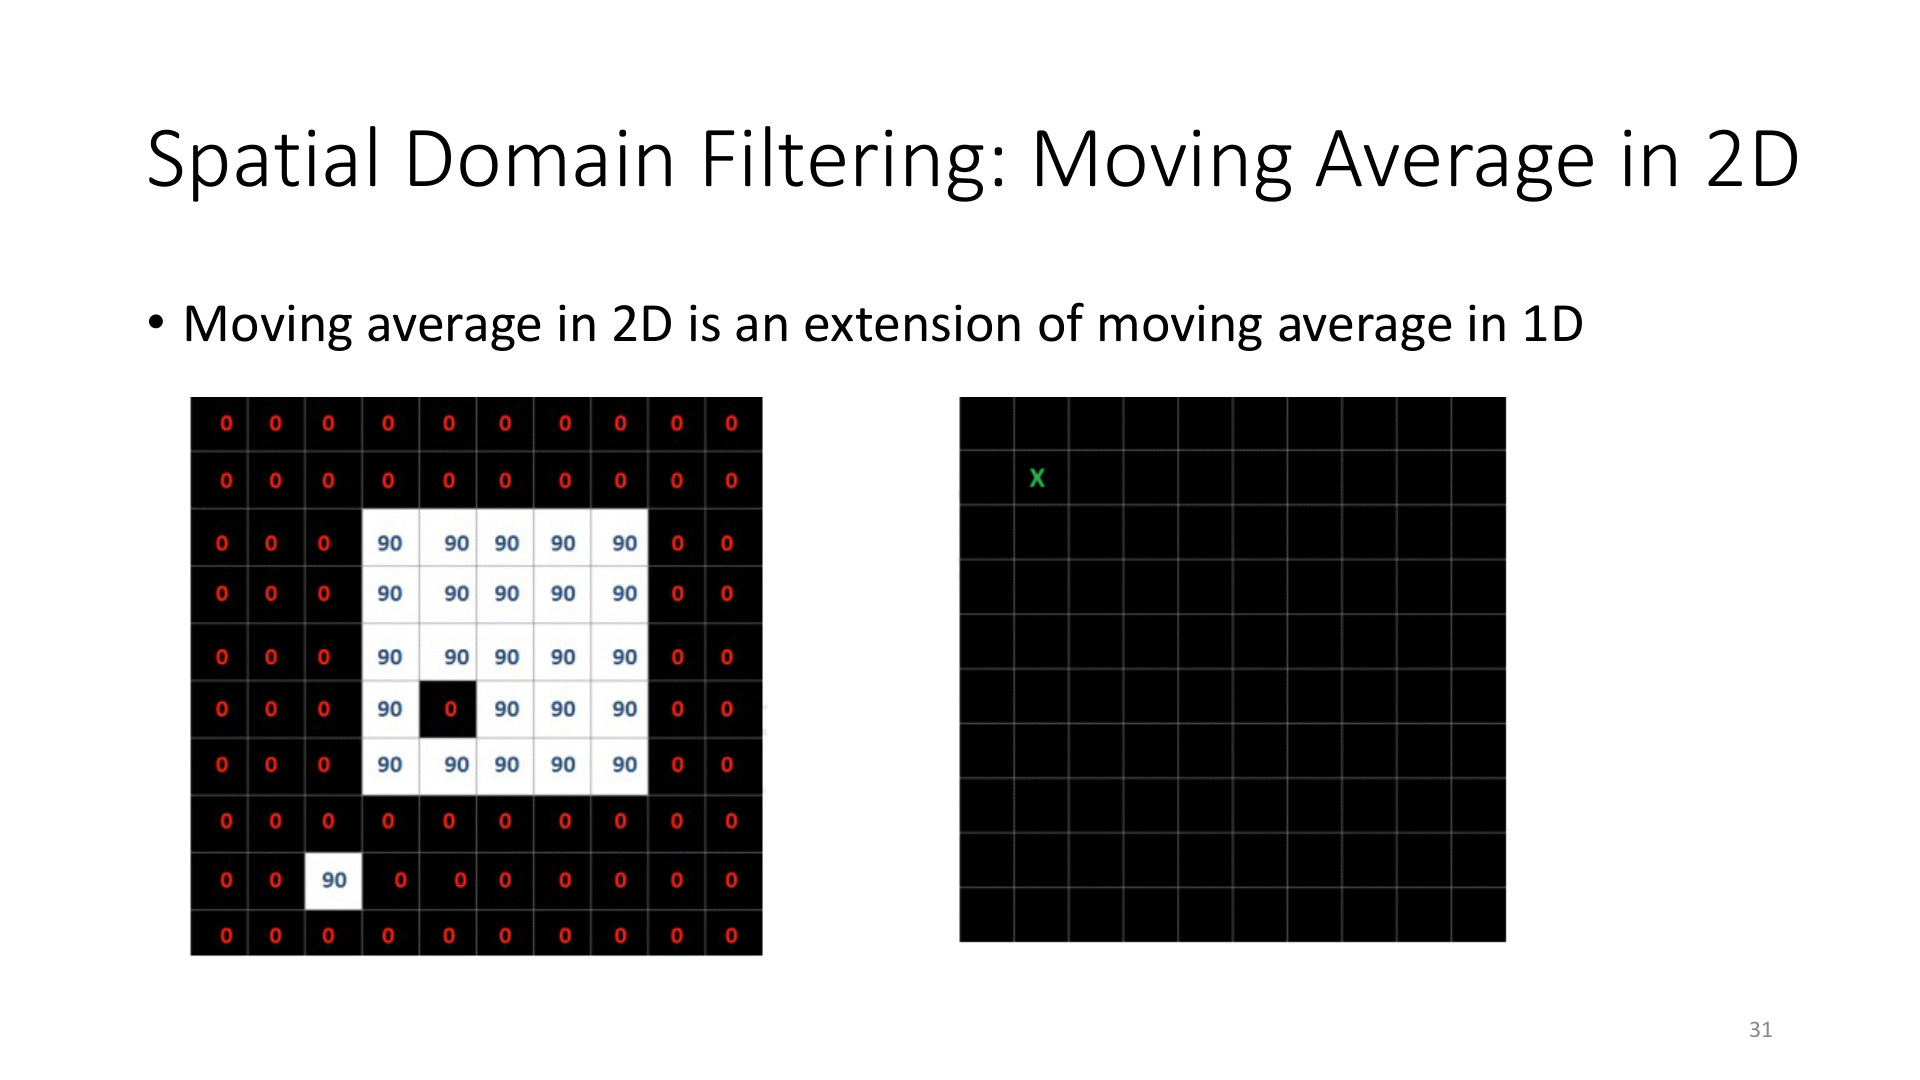 Spatial Domain Filtering: Moving Average in 2D
• Moving average in 2D is an extension of moving average in 1D
0 0 0 0 0 0 0 0 0 0
0 0 0 0 0 0 0 0 0 0
0 0 0 90 90 90 90 90 0 0
0 0 0 90 90 90 90 90 0 0
0 0 0 90 90 90 90 90 0 0
0 0 0 90 0 90 90 90 0 0
0 0 0 90 90 90 90 90 0 0
0 0 0 0 0 0 0 0 0 0
0 0 90 0 0 0 0 0 0 0
0 0 0 0 0 0 0 0 0 0
X
31